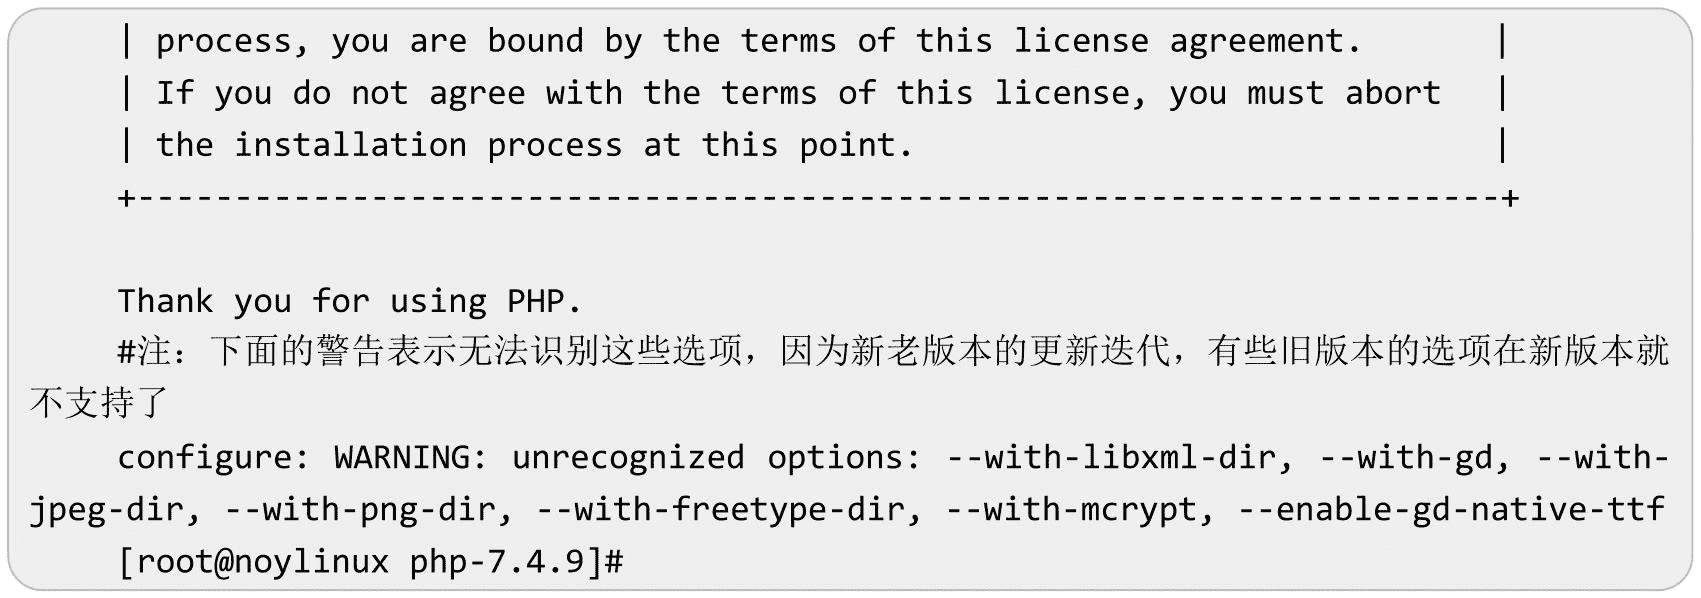 | process, you are bound by the terms of this license agreement.       |
| If you do not agree with the terms of this license, you must abort   |
| the installation process at this point.                              |
+----------------------------------------------------------------------+
Thank you for using PHP.
#注：下面的警告表示无法识别这些选项，因为新老版本的更新迭代，有些旧版本的选项在新版本就
不支持了
configure: WARNING: unrecognized options: --with-libxml-dir, --with-gd, --with-
jpeg-dir, --with-png-dir, --with-freetype-dir, --with-mcrypt, --enable-gd-native-ttf
[root@noylinux php-7.4.9]#